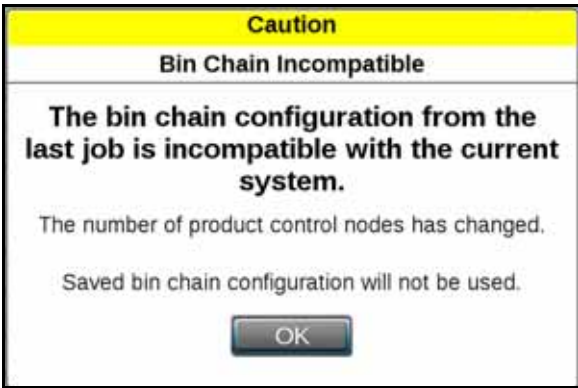 Caution
Bin Chain Incompatible
The bin chain configuration from the
last job is incompatible with the current
system.
The number of product control nodes has changed.
Saved bin chain configuration will not be used.
OK